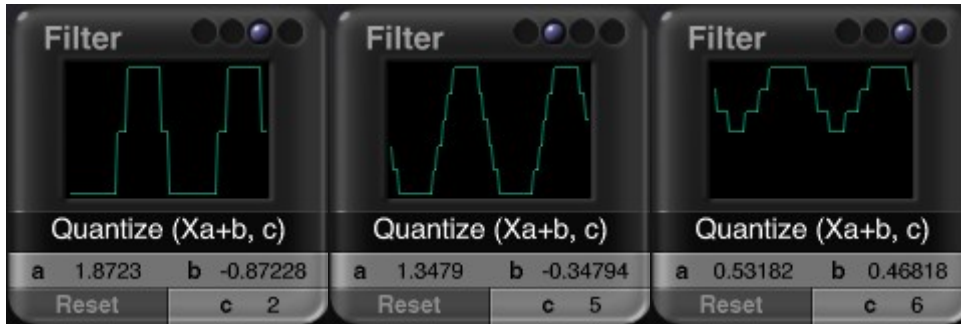 Filter
Quantize (Xa+b, c)
a 1.8723 b -0.87228
Reset c 2
Filter
Quantize (Xa+b, c)
a 1.3479 b -0.34794
Reset c 5
Filter
Quantize (Xa+b, c)
a 0.53182 b 0.46818
Reset c 6